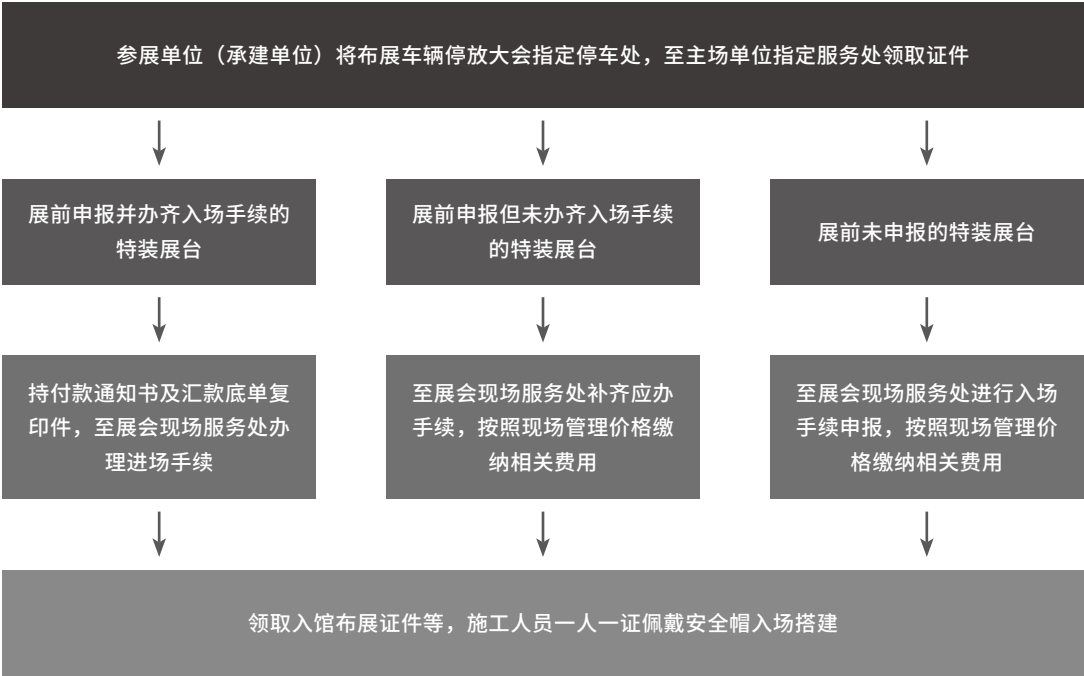 参展单位（承建单位）将布展车辆停放大会指定停车处，至主场单位指定服务处领取证件
展前申报并办齐入场手续的
特装展台
展前申报但未办齐入场手续
的特装展台
展前未申报的特装展台
持付款通知书及汇款底单复
印件，至展会现场服务处办
理进场手续
至展会现场服务处补齐应办
手续，按照现场管理价格缴
纳相关费用
至展会现场服务处进行入场
手续申报，按照现场管理价
格缴纳相关费用
领取入馆布展证件等，施工人员一人一证佩戴安全帽入场搭建